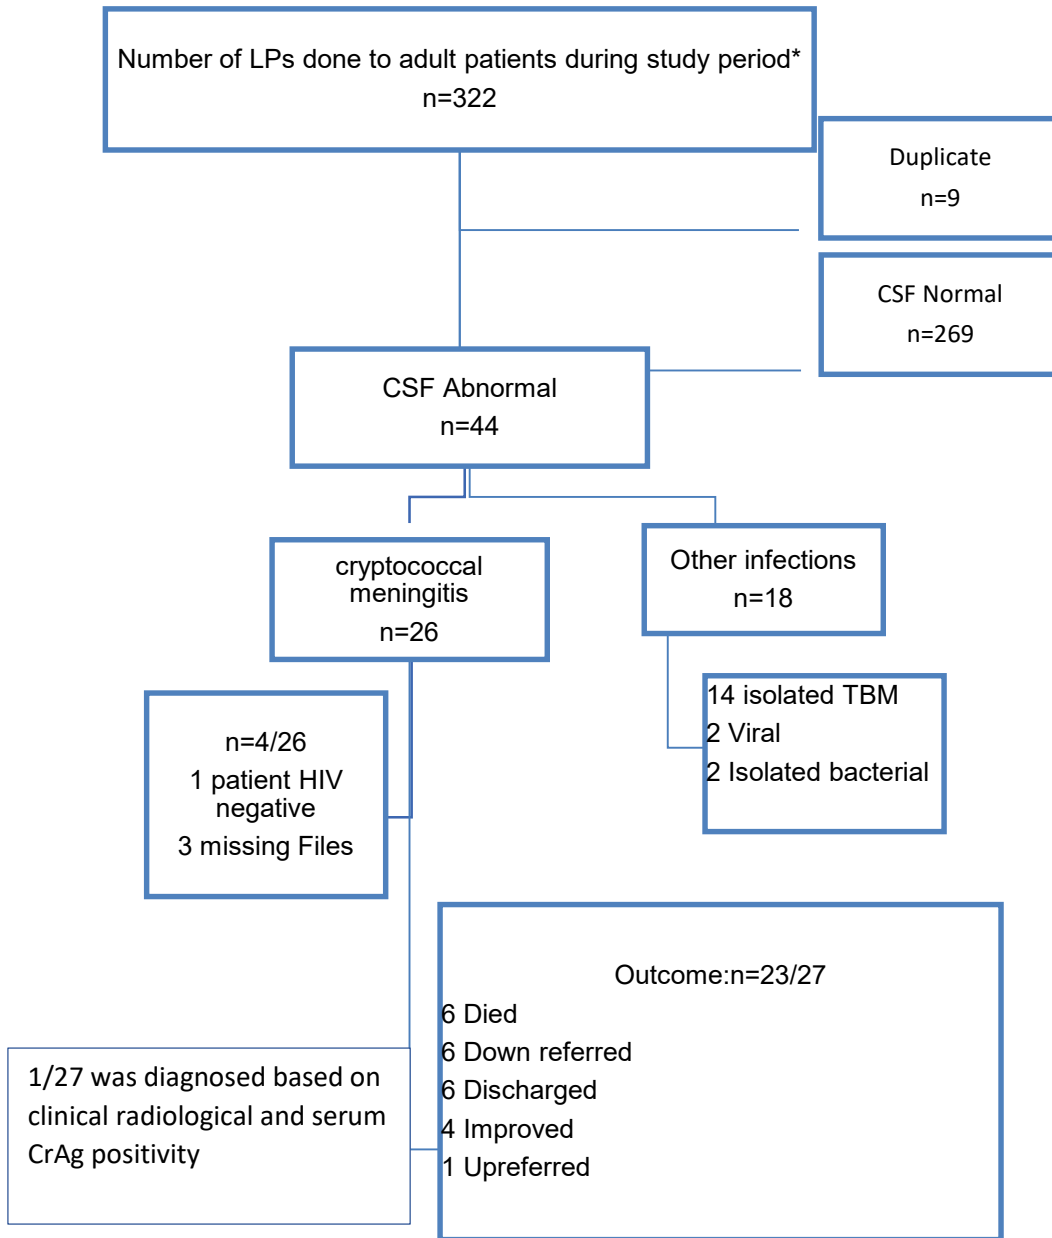 Number of LPs done to adult patients during study period*
n=322
Duplicate
n=9
CSF Normal
n=269
CSF Abnormal
n=44
cryptococcal
meningitis
n=26
Other infections
n=18
14 isolated TBM
2 Viral
2 Isolated bacterial
n=4/26
1 patient HIV
negative
3 missing Files
Outcome:n=23/27
6 Died
6 Down referred
6 Discharged
4 Improved
1 Upreferred
1/27 was diagnosed based on
clinical radiological and serum
CrAg positivity